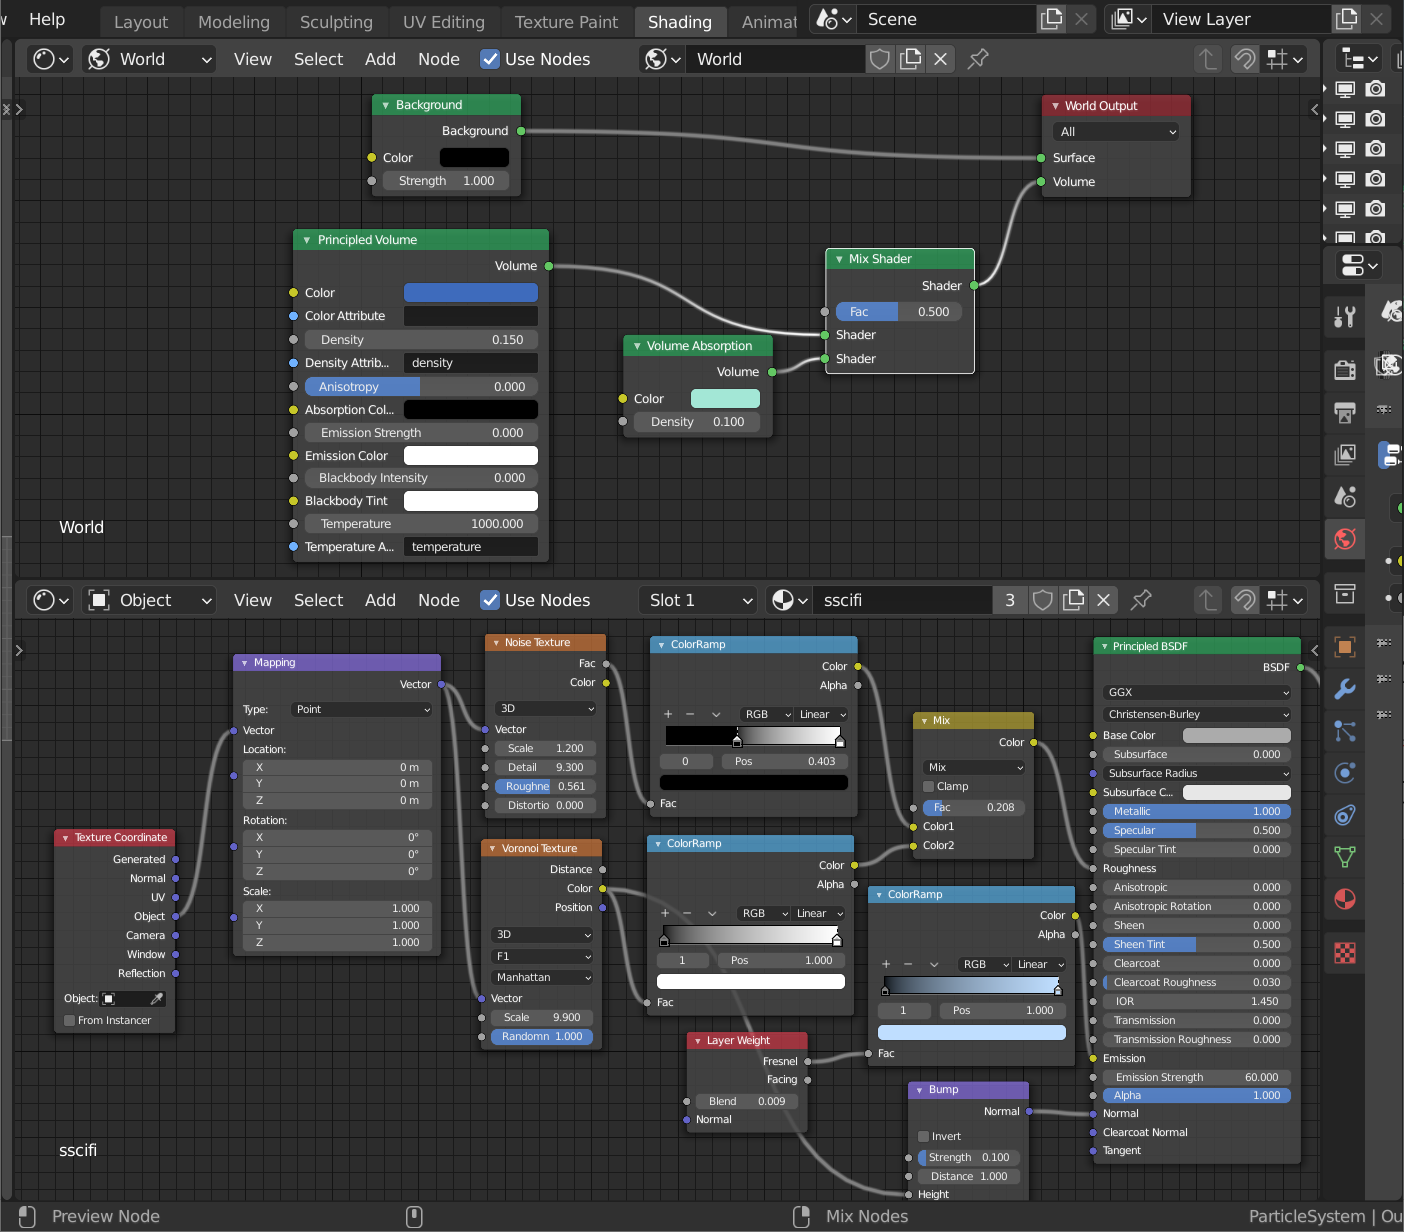 Help Layout Modeling Sculpting UV Editing Texture Paint Shading Animat Scene View Layer
World View Select Add Node Use Nodes World
Background
Background
Color
Strength 1.000
World Output
All
Surface
Volume
Principled Volume
Volume
Color
Color Attribute
Density 0.150
Density Attrib... density
Anisotropy 0.000
Absorption Col...
Emission Strength 0.000
Emission Color
Blackbody Intensity 0.000
Blackbody Tint
Temperature 1000.000
Temperature A... temperature
Mix Shader
Shader
Fac 0.500
Shader
Shader
Volume Absorption
Volume
Color
Density 0.100
World
Object View Select Add Node Use Nodes Slot 1 sscifi 3
Texture Coordinate
Generated
Normal
UV
Object
Camera
Window
Reflection
Object:
From Instancer
Mapping
Vector
Type: Point
Vector
Location:
X 0 m
Y 0 m
Z 0 m
Rotation:
X 0°
Y 0°
Z 0°
Scale:
X 1.000
Y 1.000
Z 1.000
Noise Texture
Fac
Color
3D
Vector
Scale 1.200
Detail 9.300
Roughne 0.561
Distortio 0.000
Voronoi Texture
Distance
Color
Position
3D
F1
Manhattan
Vector
Scale 9.900
Randomn 1.000
ColorRamp
Color
Alpha
RGB Linear
0 Pos 0.403
Fac
ColorRamp
Color
Alpha
RGB Linear
1 Pos 1.000
Fac
Mix
Color
Mix
Clamp
Fac 0.208
Color1
Color2
ColorRamp
Color
Alpha
RGB Linear
1 Pos 1.000
Fac
Layer Weight
Fresnel
Facing
Blend 0.009
Normal
Bump
Normal
Invert
Strength 0.100
Distance 1.000
Height
Principled BSDF
BSDF
GGX
Christensen-Burley
Base Color
Subsurface 0.000
Subsurface Radius
Subsurface C...
Metallic 1.000
Specular 0.500
Specular Tint 0.000
Roughness
Anisotropic 0.000
Anisotropic Rotation 0.000
Sheen 0.000
Sheen Tint 0.500
Clearcoat 0.000
Clearcoat Roughness 0.030
IOR 1.450
Transmission 0.000
Transmission Roughness 0.000
Emission
Emission Strength 60.000
Alpha 1.000
Normal
Clearcoat Normal
Tangent
sscifi
Preview Node Mix Nodes ParticleSystem | Ou